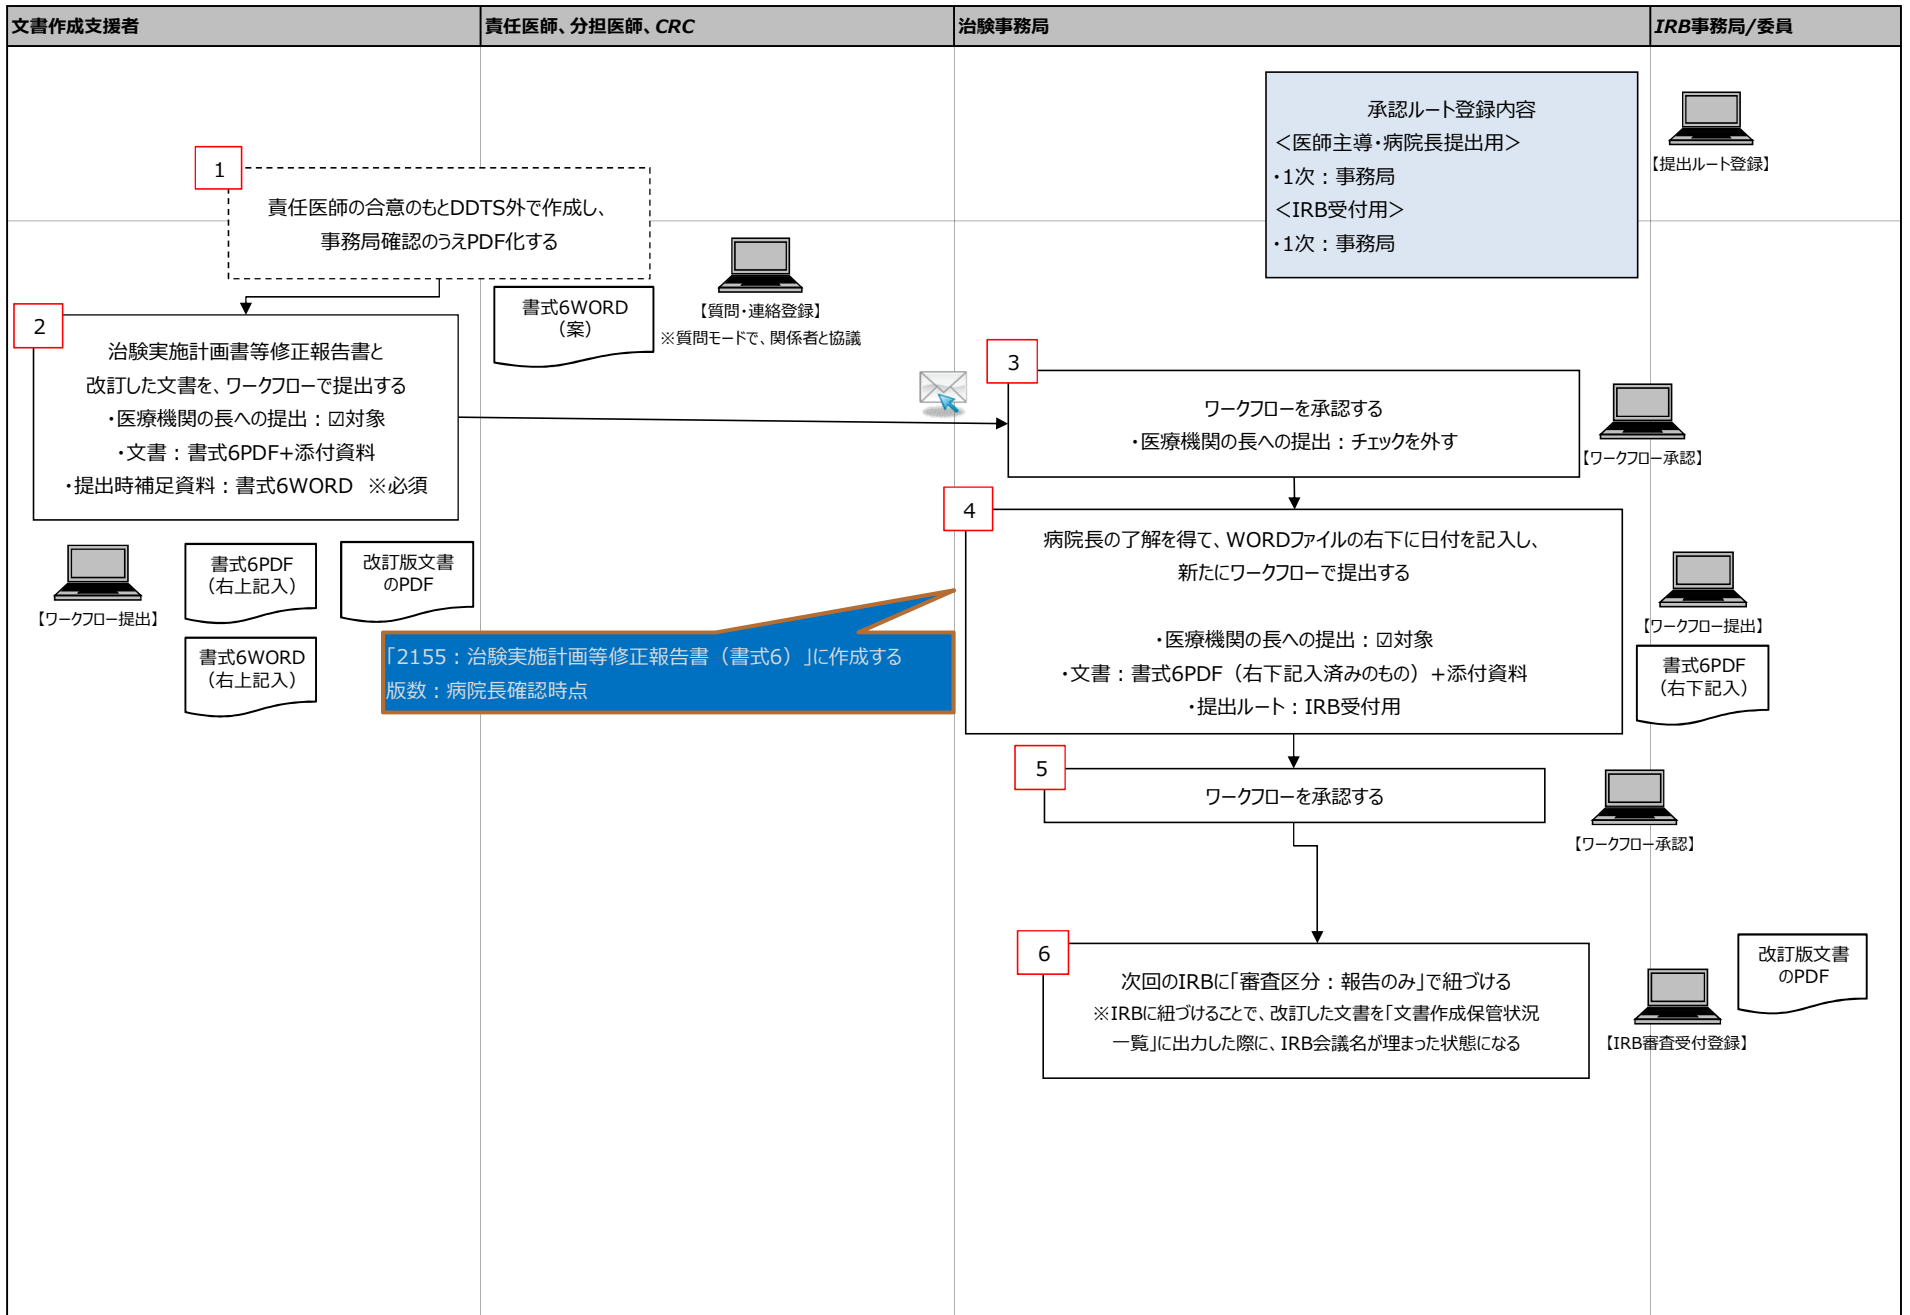 文書作成支援者
責任医師、分担医師、CRC
治験事務局
IRB事務局/委員
承認ルート登録内容
＜医師主導・病院長提出用＞
・1次：事務局
＜IRB受付用＞
・1次：事務局
【提出ルート登録】
1
責任医師の合意のもとDDTS外で作成し、
事務局確認のうえPDF化する
書式6WORD
（案）
【質問・連絡登録】
※質問モードで、関係者と協議
2
治験実施計画書等修正報告書と
改訂した文書を、ワークフローで提出する
・医療機関の長への提出：☑対象
・文書：書式6PDF+添付資料
・提出時補足資料：書式6WORD　※必須
【ワークフロー提出】
書式6PDF
（右上記入）
改訂版文書
のPDF
書式6WORD
（右上記入）
3
ワークフローを承認する
・医療機関の長への提出：チェックを外す
【ワークフロー承認】
4
病院長の了解を得て、WORDファイルの右下に日付を記入し、
新たにワークフローで提出する
・医療機関の長への提出：☑対象
・文書：書式6PDF（右下記入済みのもの）+添付資料
・提出ルート：IRB受付用
「2155：治験実施計画等修正報告書（書式6）」に作成する
版数：病院長確認時点
【ワークフロー提出】
書式6PDF
（右下記入）
5
ワークフローを承認する
【ワークフロー承認】
6
次回のIRBに「審査区分：報告のみ」で紐づける
※IRBに紐づけることで、改訂した文書を「文書作成保管状況
一覧」に出力した際に、IRB会議名が埋まった状態になる
【IRB審査受付登録】
改訂版文書
のPDF